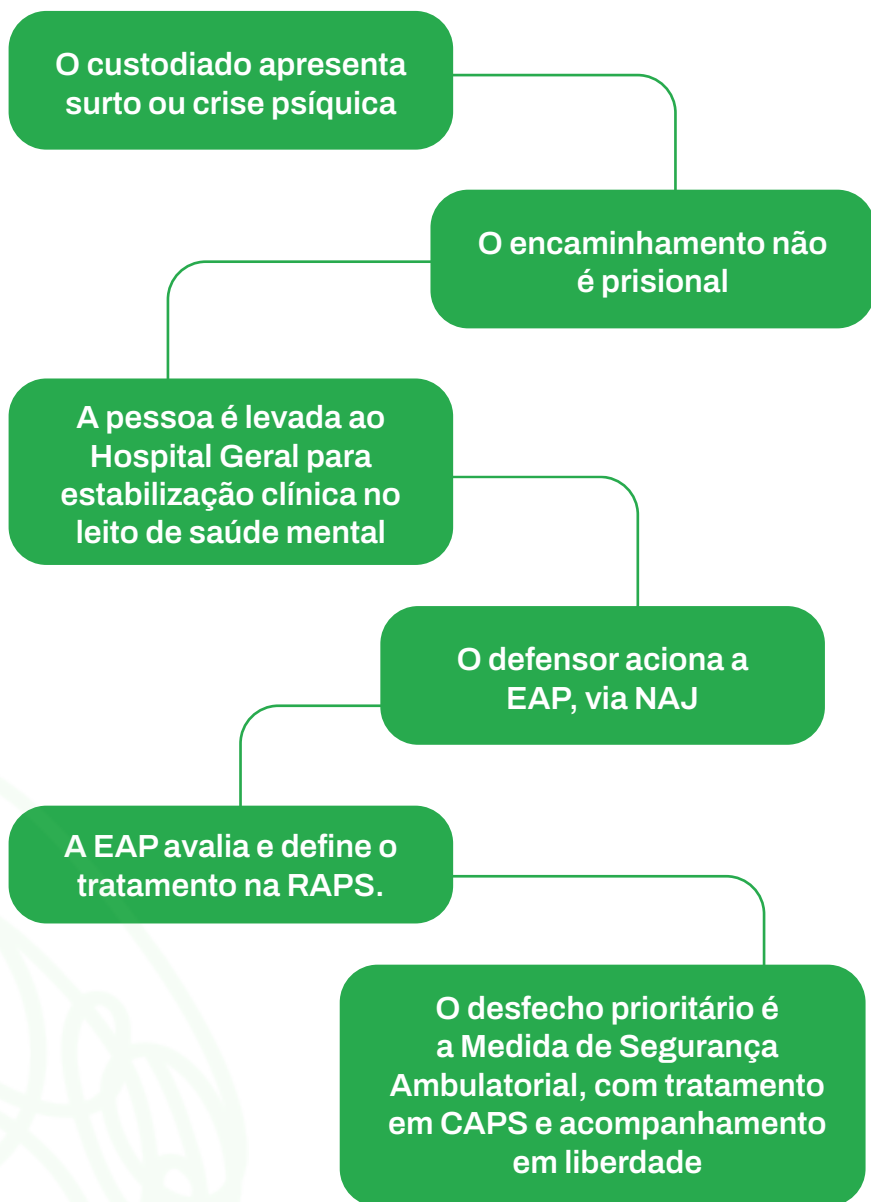 O custodiado apresenta
surto ou crise psíquica
O encaminhamento não
é prisional
A pessoa é levada ao
Hospital Geral para
estabilização clínica no
leito de saúde mental
O defensor aciona a
EAP, via NAJ
A EAP avalia e define o
tratamento na RAPS.
O desfecho prioritário é
a Medida de Segurança
Ambulatorial, com tratamento
em CAPS e acompanhamento
em liberdade